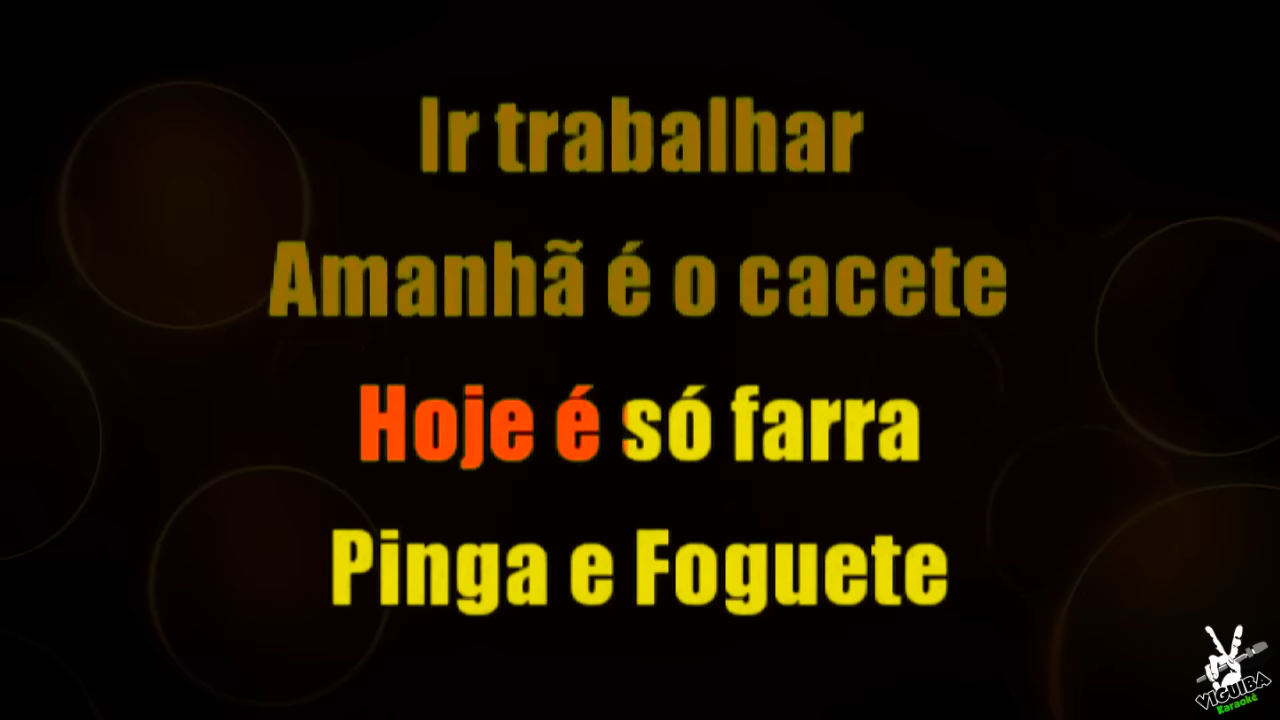 Ir trabalhar
Amanhã é o cacete
Hoje é só farra
Pinga e Foguete
VIGUIBA
Karaokê